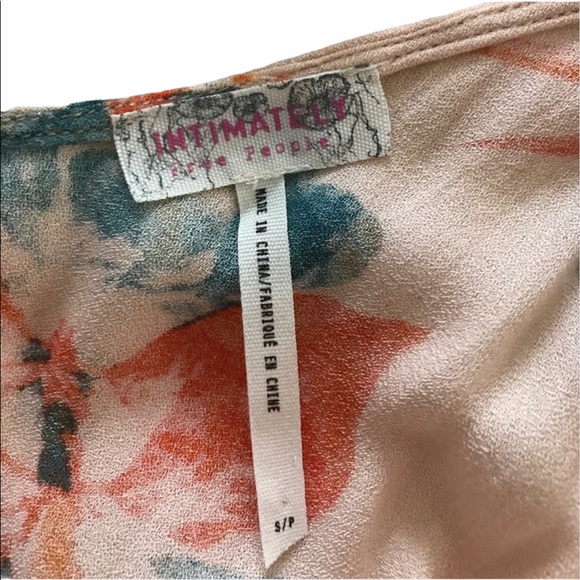 INTIMATELY
Free People
MADE IN CHINA/FABRIQUÉ EN CHINE
S/P